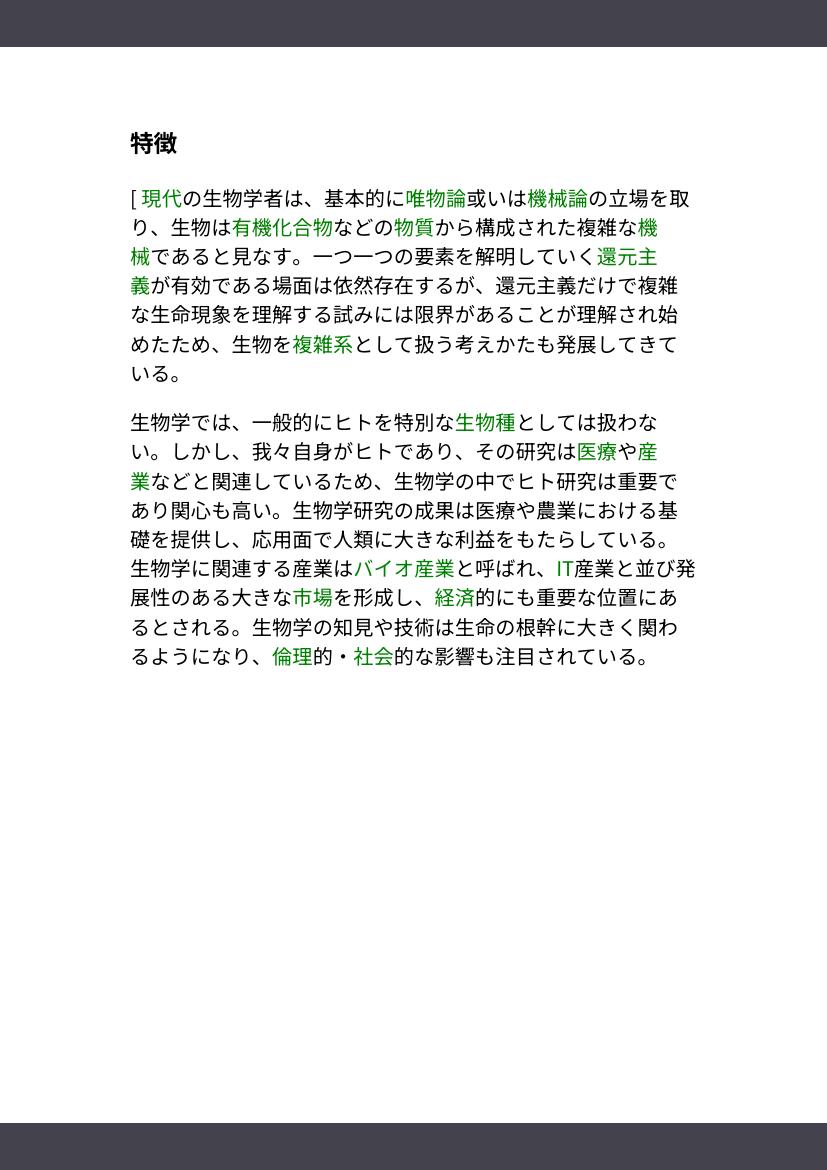 特徴
[ 現代の生物学者は、基本的に唯物論或いは機械論の立場を取
り、生物は有機化合物などの物質から構成された複雑な機
械であると見なす。一つ一つの要素を解明していく還元主
義が有効である場面は依然存在するが、還元主義だけで複雑
な生命現象を理解する試みには限界があることが理解され始
めたため、生物を複雑系として扱う考えかたも発展してきて
いる。
生物学では、一般的にヒトを特別な生物種としては扱わな
い。しかし、我々自身がヒトであり、その研究は医療や産
業などと関連しているため、生物学の中でヒト研究は重要で
あり関心も高い。生物学研究の成果は医療や農業における基
礎を提供し、応用面で人類に大きな利益をもたらしている。
生物学に関連する産業はバイオ産業と呼ばれ、IT産業と並び発
展性のある大きな市場を形成し、経済的にも重要な位置にあ
るとされる。生物学の知見や技術は生命の根幹に大きく関わ
るようになり、倫理的・社会的な影響も注目されている。